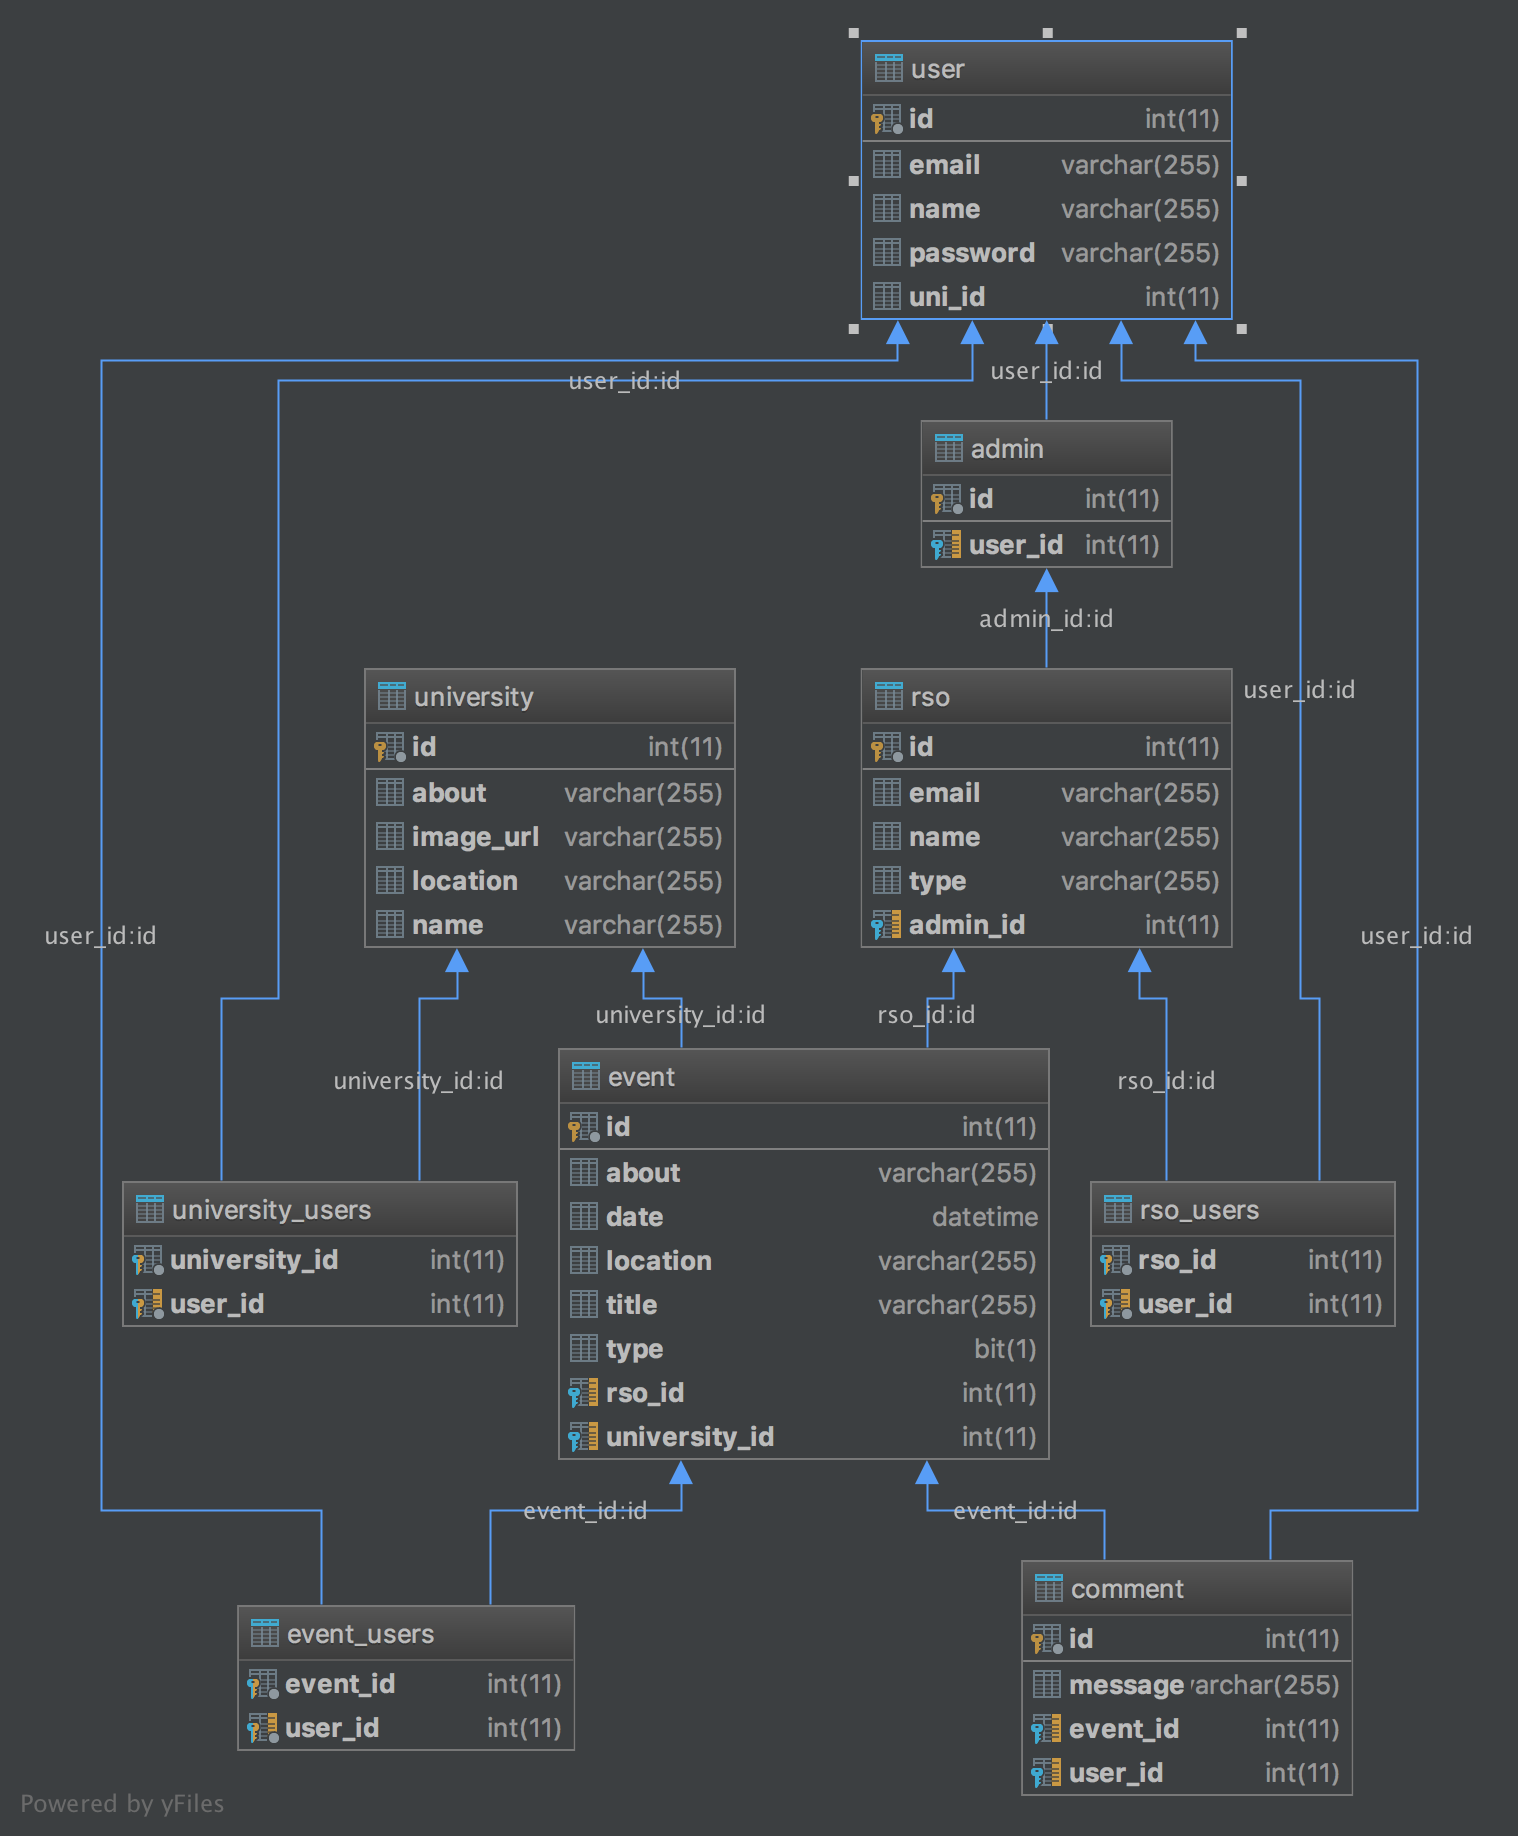 user
id int(11)
email varchar(255)
name varchar(255)
password varchar(255)
uni_id int(11)
user_id:id
user_id:id
admin
id int(11)
user_id int(11)
admin_id:id
university
id int(11)
about varchar(255)
image_url varchar(255)
location varchar(255)
name varchar(255)
rso
id int(11)
email varchar(255)
name varchar(255)
type varchar(255)
admin_id int(11)
user_id:id
user_id:id
user_id:id
university_id:id
rso_id:id
university_id:id
rso_id:id
event
id int(11)
about varchar(255)
date datetime
location varchar(255)
title varchar(255)
type bit(1)
rso_id int(11)
university_id int(11)
university_users
university_id int(11)
user_id int(11)
rso_users
rso_id int(11)
user_id int(11)
event_id:id
event_id:id
event_users
event_id int(11)
user_id int(11)
comment
id int(11)
message varchar(255)
event_id int(11)
user_id int(11)
Powered by yFiles